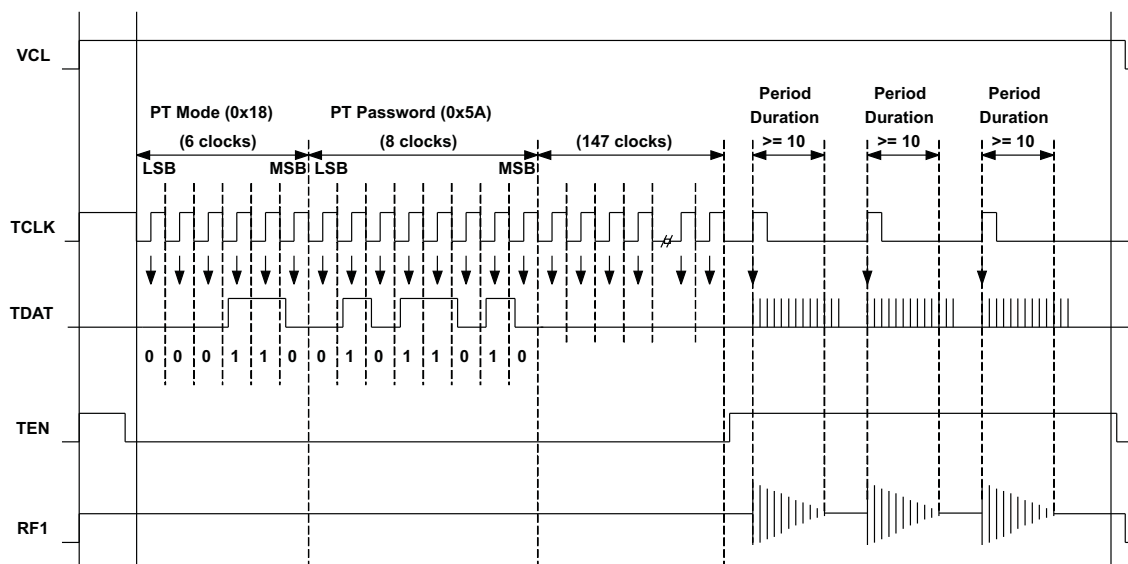 VCL
PT Mode (0x18)
(6 clocks)
PT Password (0x5A)
(8 clocks)
(147 clocks)
Period
Duration
>= 10
Period
Duration
>= 10
Period
Duration
>= 10
LSB
MSB
LSB
MSB
TCLK
TDAT
0 0 0 1 1 0 0 1 0 1 1 0 1 0
TEN
RF1